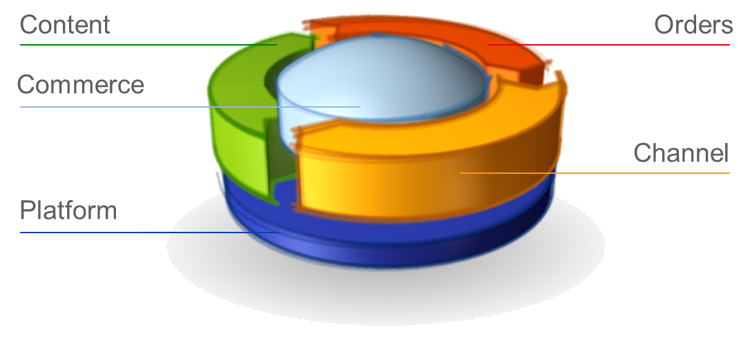 Content
Orders
Commerce
Channel
Platform